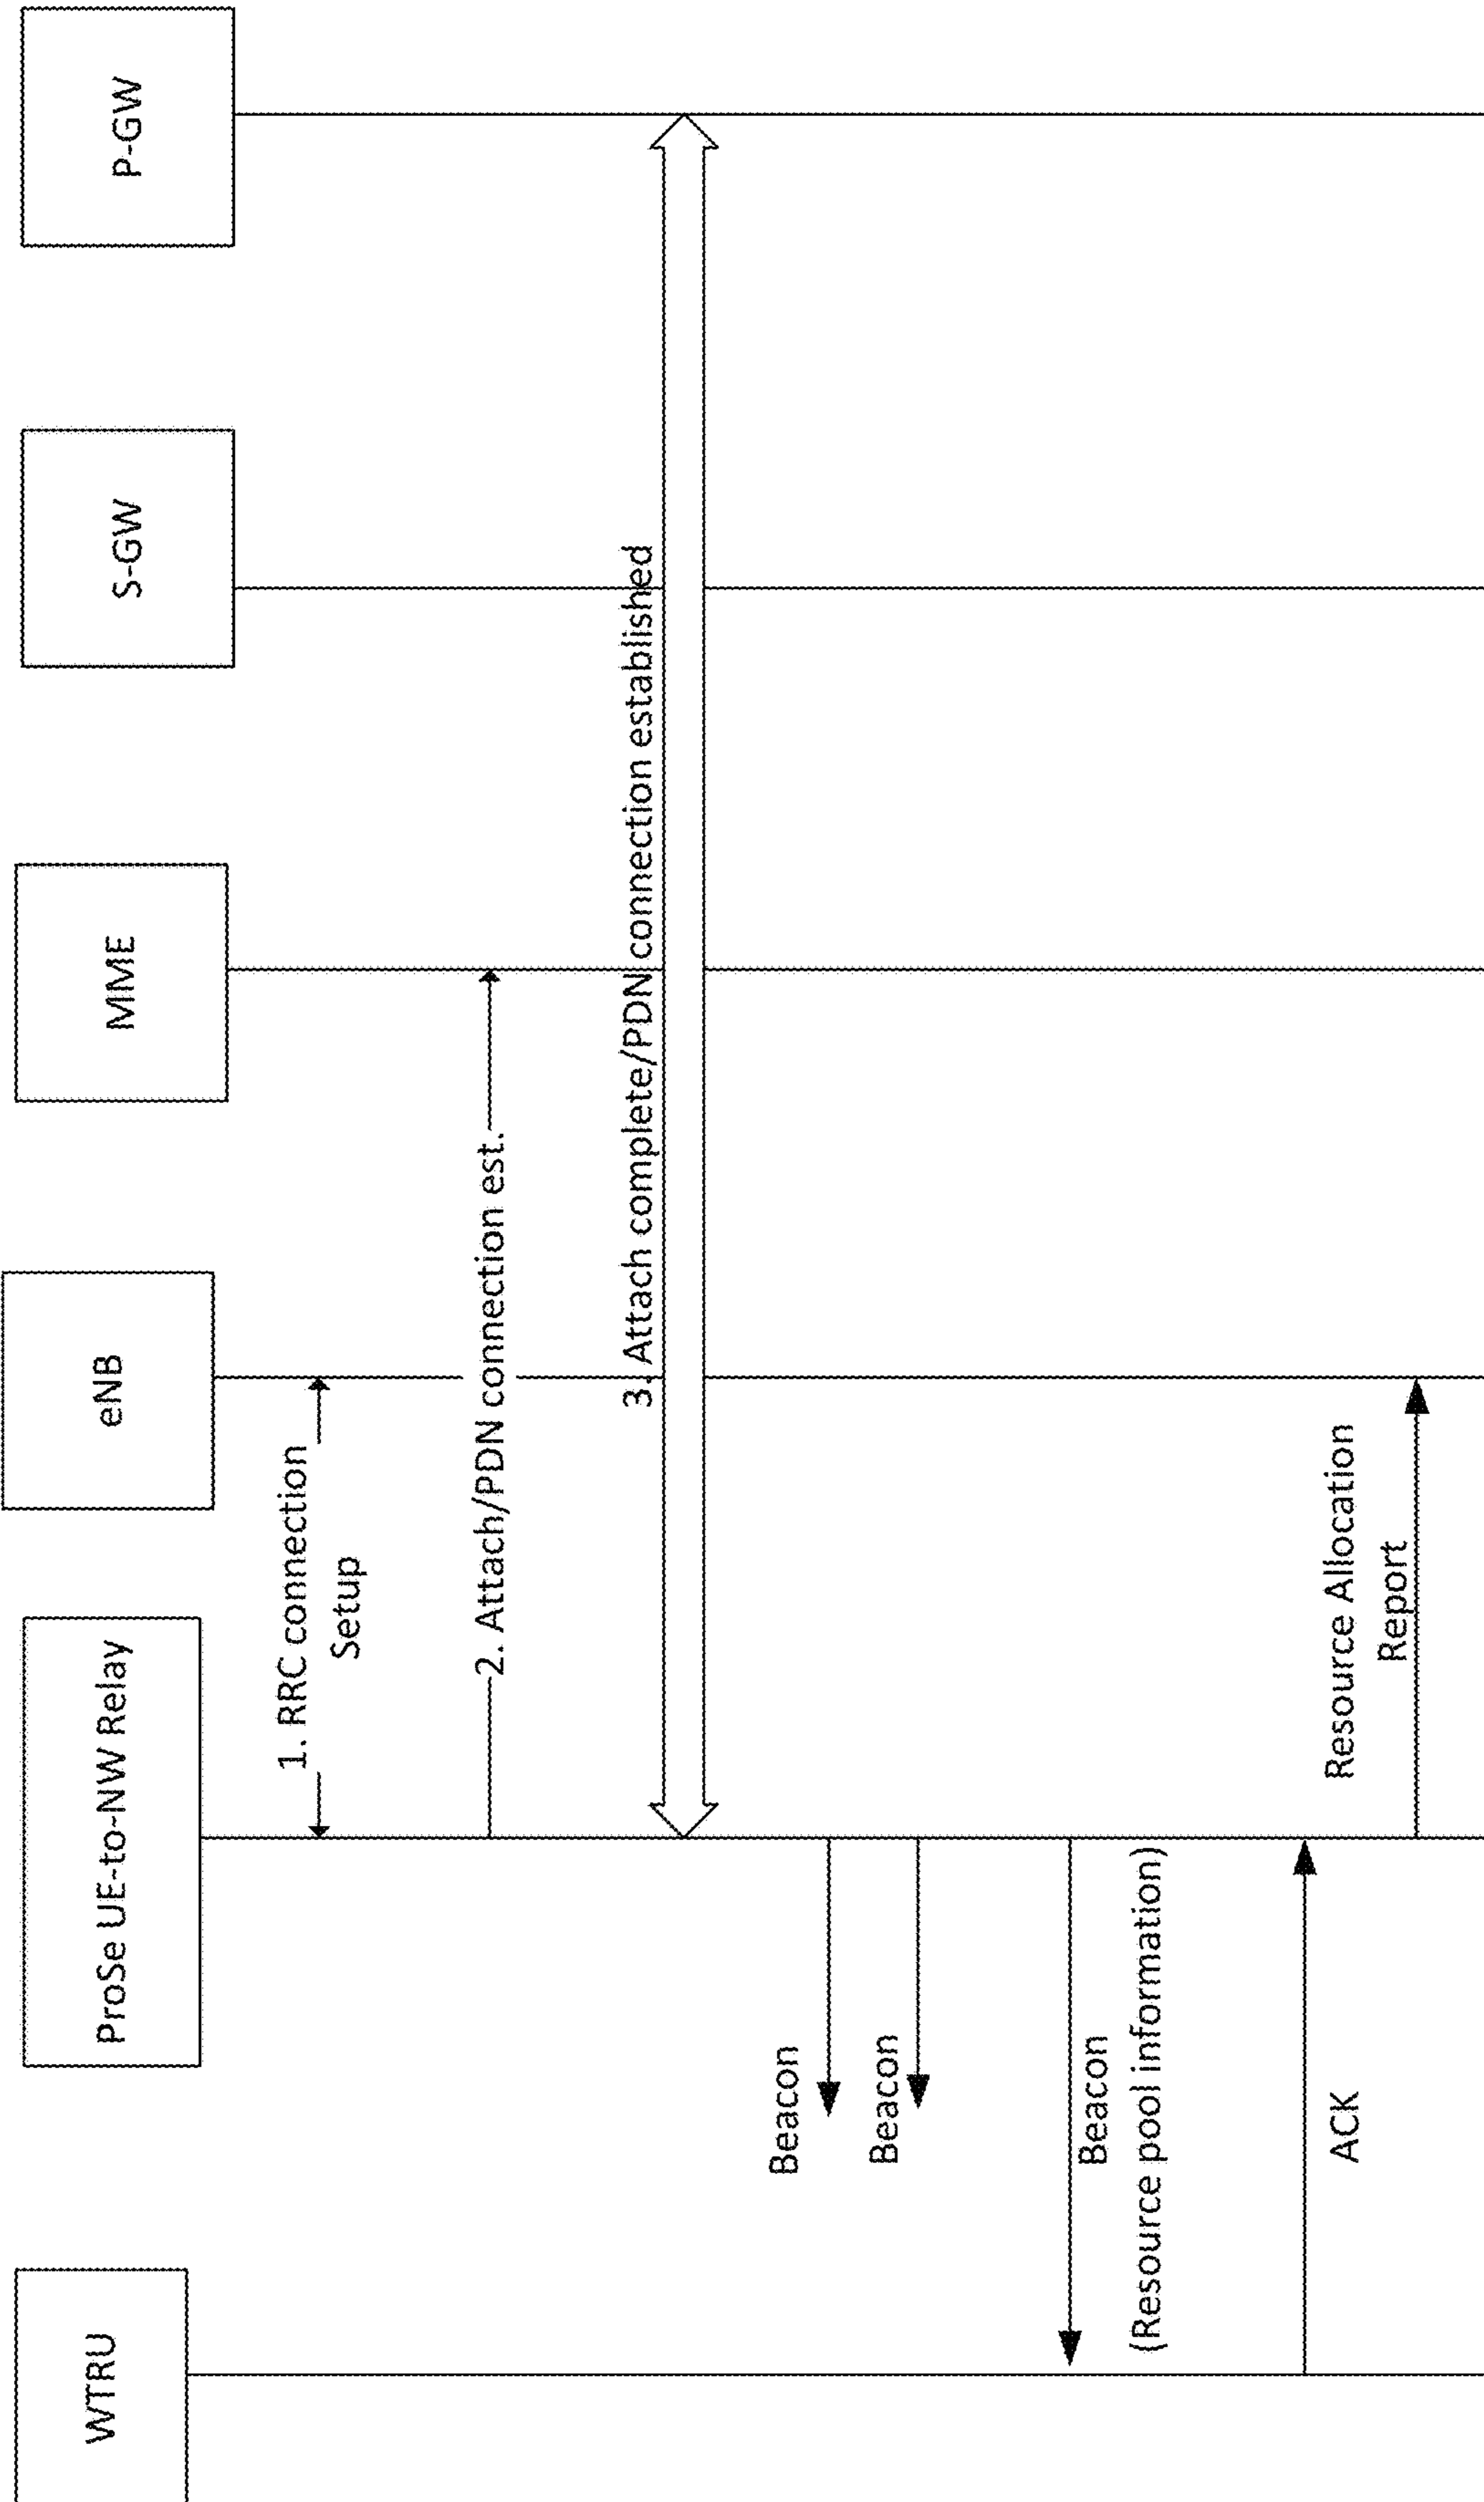 WTRU
ProSe UE-to-NW Relay
eNB
MME
S-GW
P-GW
1. RRC connection
Setup
2. Attach/PDN connection est.
3. Attach complete/PDN connection established
Beacon
Beacon
Beacon
(Resource pool information)
ACK
Resource Allocation
Report